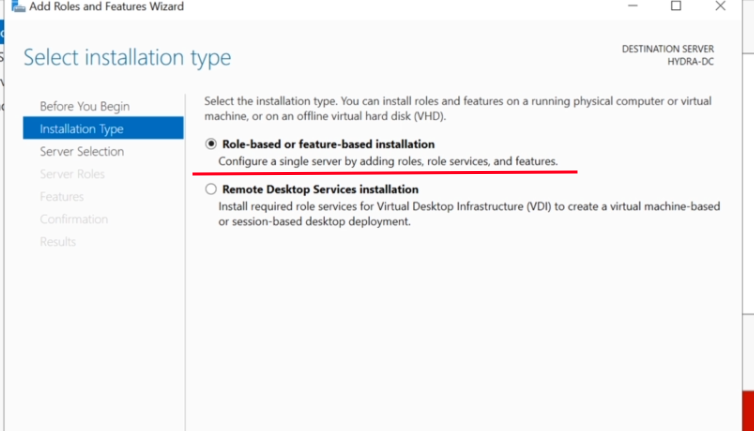 Add Roles and Features Wizard
Select installation type
DESTINATION SERVER
HYDRA-DC
Before You Begin
Installation Type
Server Selection
Server Roles
Features
Confirmation
Results
Select the installation type. You can install roles and features on a running physical computer or virtual
machine, or on an offline virtual hard disk (VHD).
Role-based or feature-based installation
Configure a single server by adding roles, role services, and features.
Remote Desktop Services installation
Install required role services for Virtual Desktop Infrastructure (VDI) to create a virtual machine-based
or session-based desktop deployment.